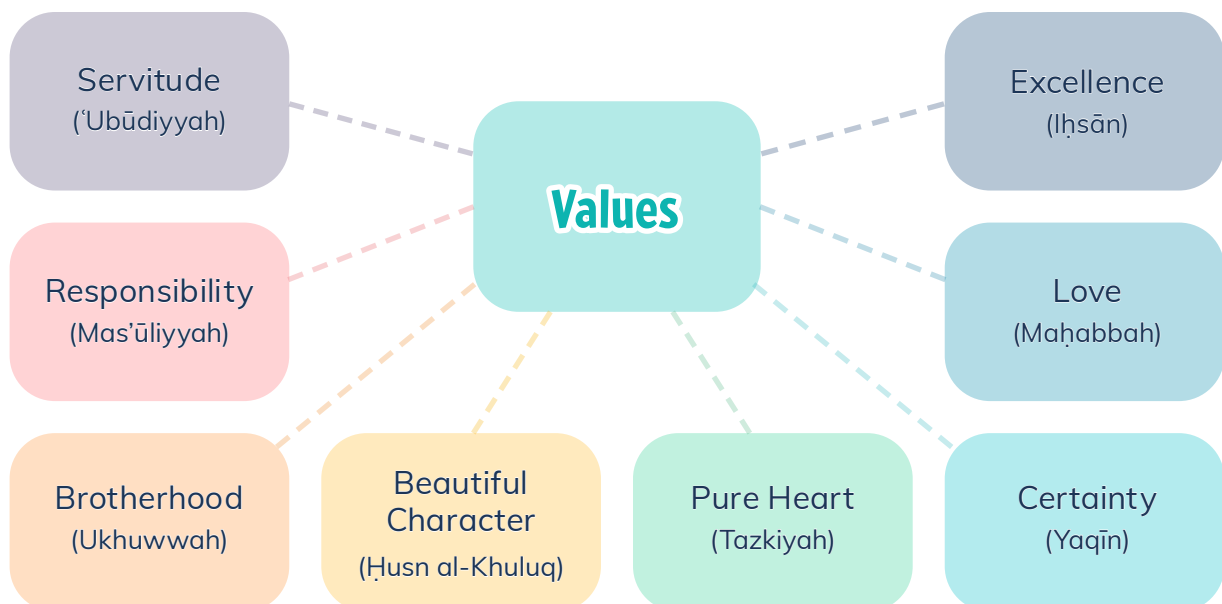 Servitude
(ʻUbūdiyyah)
Excellence
(Iḥsān)
Values
Responsibility
(Mas’ūliyyah)
Love
(Maḥabbah)
Brotherhood
(Ukhuwwah)
Beautiful
Character
(Ḥusn al-Khuluq)
Pure Heart
(Tazkiyah)
Certainty
(Yaqīn)